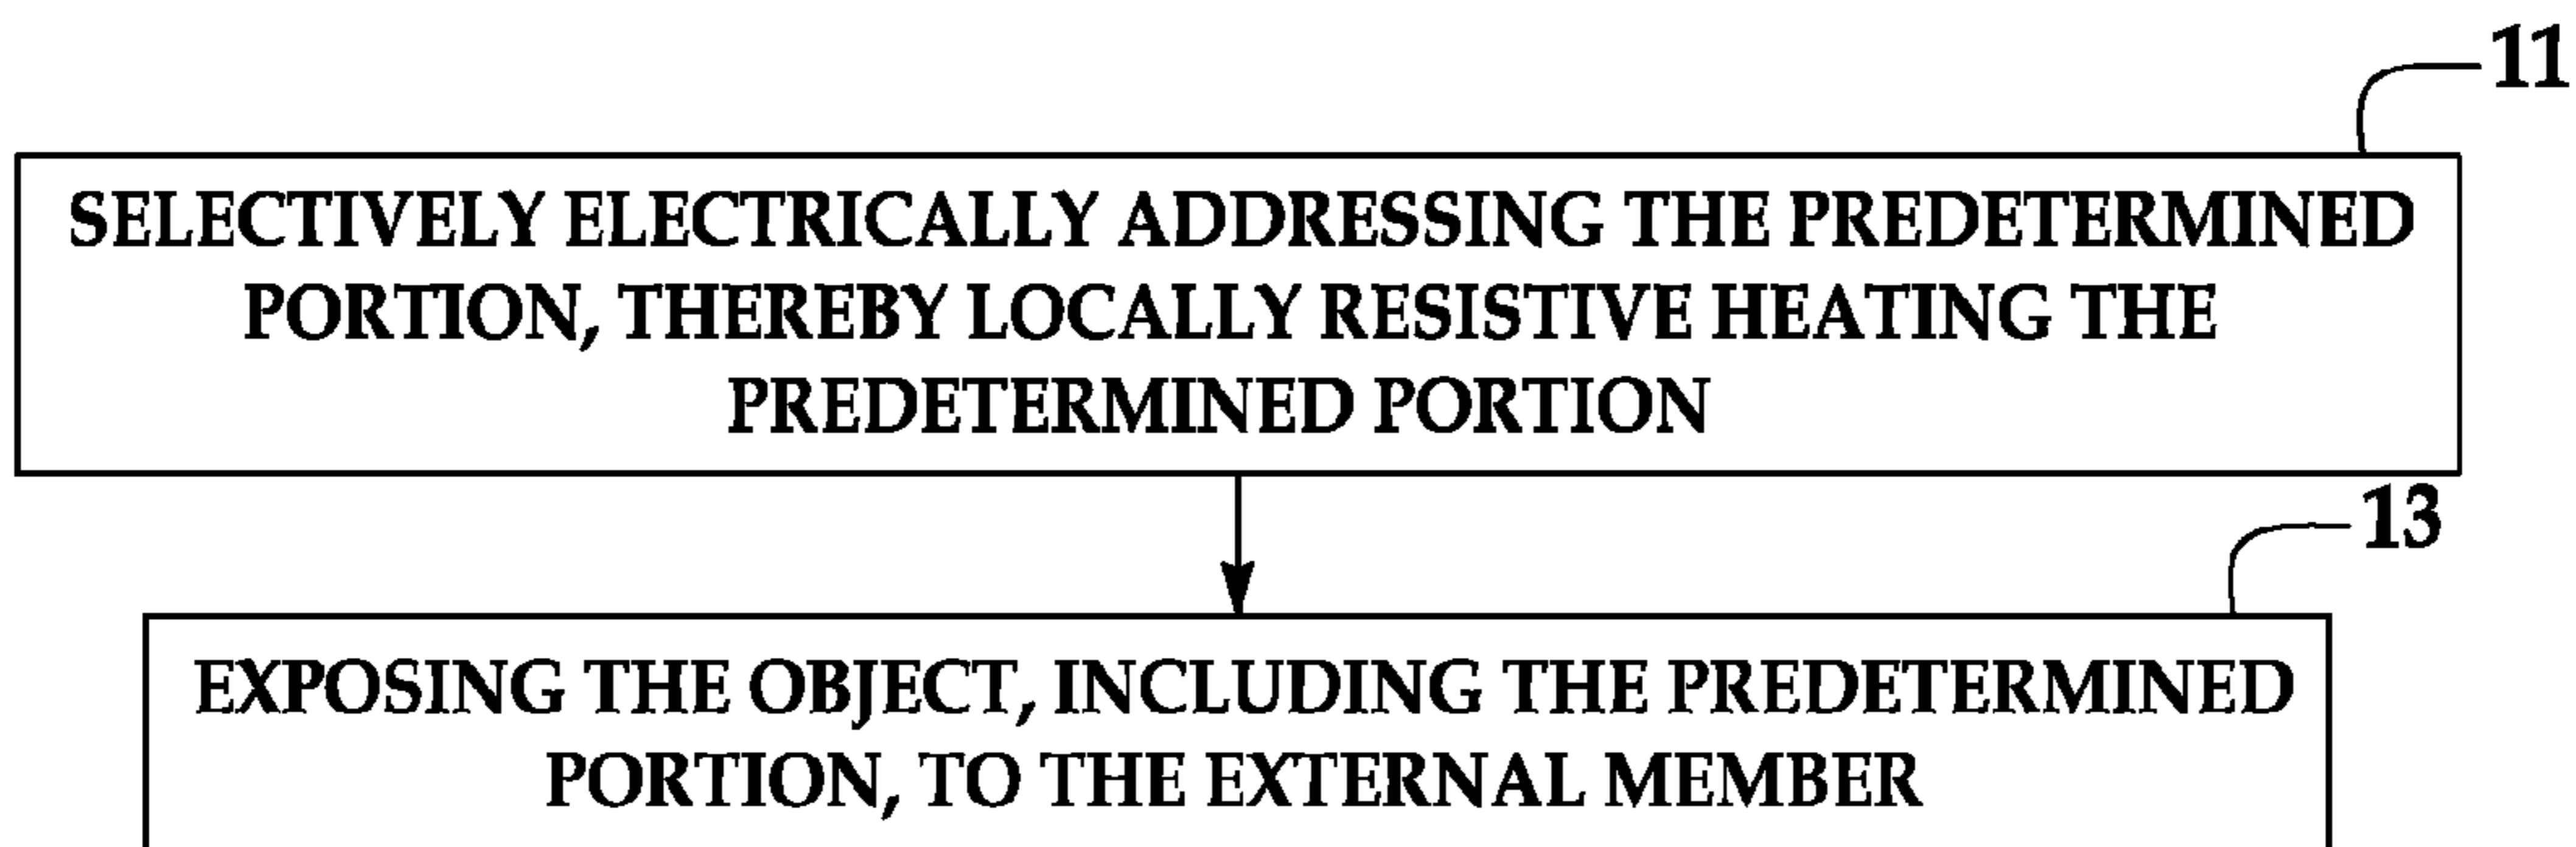 11
SELECTIVELY ELECTRICALLY ADDRESSING THE PREDETERMINED
PORTION, THEREBY LOCALLY RESISTIVE HEATING THE
PREDETERMINED PORTION
13
EXPOSING THE OBJECT, INCLUDING THE PREDETERMINED
PORTION, TO THE EXTERNAL MEMBER